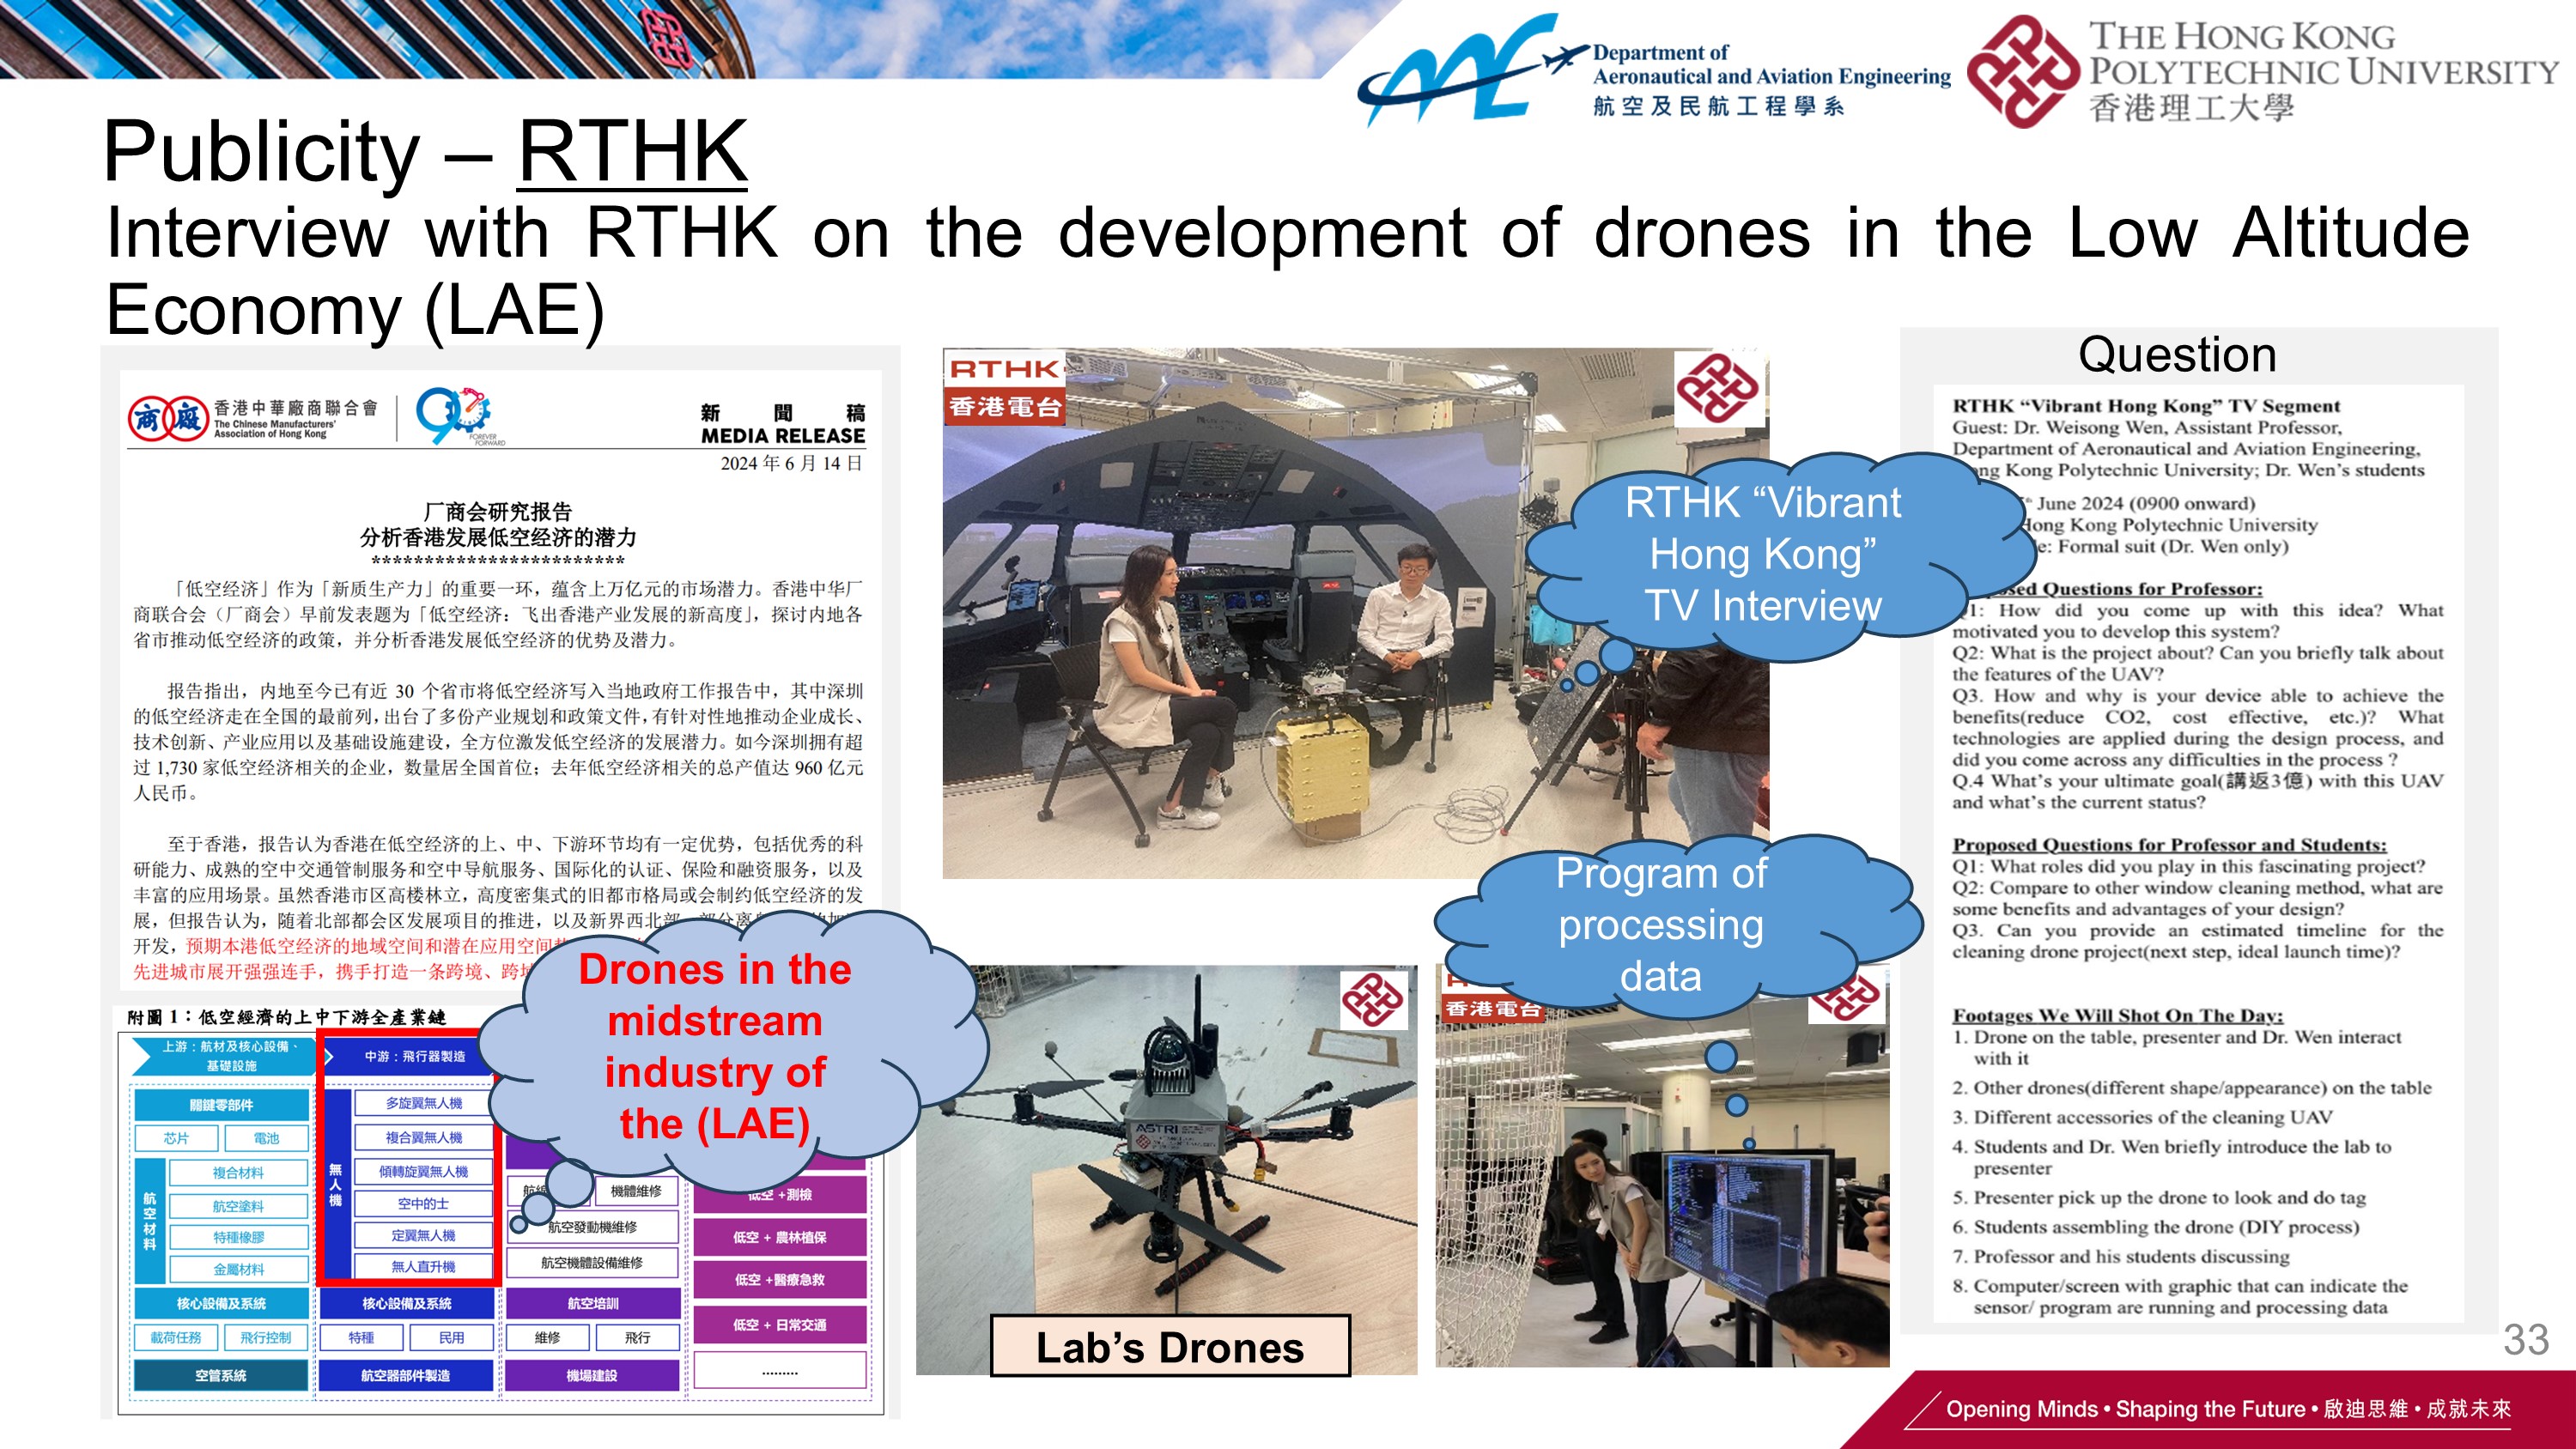 Department of
Aeronautical and Aviation Engineering
航空及民航工程學系
THE HONG KONG
POLYTECHNIC UNIVERSITY
香港理工大學
Publicity – RTHK
Interview with RTHK on the development of drones in the Low Altitude
Economy (LAE)
商廠
香港中華廠商聯合會
The Chinese Manufacturers'
Association of Hong Kong
90
FOREVER
FORWARD
新聞稿
MEDIA RELEASE
2024 年 6 月 14 日
厂商会研究报告
分析香港发展低空经济的潜力
************************
「低空经济」作为「新质生产力」的重要一环，蕴含上万亿元的市场潜力。香港中华厂
商联合会（厂商会）早前发表题为「低空经济：飞出香港产业发展的新高度」，探讨内地各
省市推动低空经济的政策，并分析香港发展低空经济的优势及潜力。
报告指出，内地至今已有近 30 个省市将低空经济写入当地政府工作报告中，其中深圳
的低空经济走在全国的最前列，出台了多份产业规划和政策文件，有针对性地推动企业成长、
技术创新、产业应用以及基础设施建设，全方位激发低空经济的发展潜力。如今深圳拥有超
过 1,730 家低空经济相关的企业，数量居全国首位；去年低空经济相关的总产值达 960 亿元
人民币。
至于香港，报告认为香港在低空经济的上、中、下游环节均有一定优势，包括优秀的科
研能力、成熟的空中交通管制服务和空中导航服务、国际化的认证、保险和融资服务，以及
丰富的应用场景。虽然香港市区高楼林立，高度密集式的旧都市格局或会制约低空经济的发
展，但报告认为，随着北部都会区发展项目的推进，以及新界西北部
开发，预期本港低空经济的地域空间和潜在应用空间
先进城市展开强强连手，携手打造一条跨境、跨
Drones in the
midstream
industry of
the (LAE)
附圖 1：低空經濟的上中下游全產業鏈
上游：航材及核心設備、
基礎設施
關鍵零部件
芯片
電池
航空材料
複合材料
航空塗料
特種橡膠
金屬材料
核心設備及系統
載荷任務
飛行控制
空管系統
中游：飛行器製造
無人機
多旋翼無人機
複合翼無人機
傾轉旋翼無人機
空中的士
定翼無人機
無人直升機
核心設備及系統
特種
民用
航空器部件製造
機體維修
航空發動機維修
航空機體設備維修
航空培訓
維修
飛行
機場建設
低空 +測檢
低空 + 農林植保
低空 +醫療急救
低空 + 日常交通
.........
RTHK
香港電台
RTHK “Vibrant
Hong Kong”
TV Interview
Program of
processing
data
ASTRI
Lab’s Drones
香港電台
Question
RTHK “Vibrant Hong Kong” TV Segment
Guest: Dr. Weisong Wen, Assistant Professor,
Department of Aeronautical and Aviation Engineering,
Kong Polytechnic University; Dr. Wen’s students
June 2024 (0900 onward)
Hong Kong Polytechnic University
Formal suit (Dr. Wen only)
Questions for Professor:
Q1: How did you come up with this idea? What
motivated you to develop this system?
Q2: What is the project about? Can you briefly talk about
the features of the UAV?
Q3. How and why is your device able to achieve the
benefits(reduce CO2, cost effective, etc.)? What
technologies are applied during the design process, and
did you come across any difficulties in the process ?
Q.4 What’s your ultimate goal(講返3億) with this UAV
and what’s the current status?
Proposed Questions for Professor and Students:
Q1: What roles did you play in this fascinating project?
Q2: Compare to other window cleaning method, what are
some benefits and advantages of your design?
Q3. Can you provide an estimated timeline for the
cleaning drone project(next step, ideal launch time)?
Footages We Will Shot On The Day:
1. Drone on the table, presenter and Dr. Wen interact
with it
2. Other drones(different shape/appearance) on the table
3. Different accessories of the cleaning UAV
4. Students and Dr. Wen briefly introduce the lab to
presenter
5. Presenter pick up the drone to look and do tag
6. Students assembling the drone (DIY process)
7. Professor and his students discussing
8. Computer/screen with graphic that can indicate the
sensor/ program are running and processing data
33
Opening Minds • Shaping the Future • 啟迪思維 • 成就未來